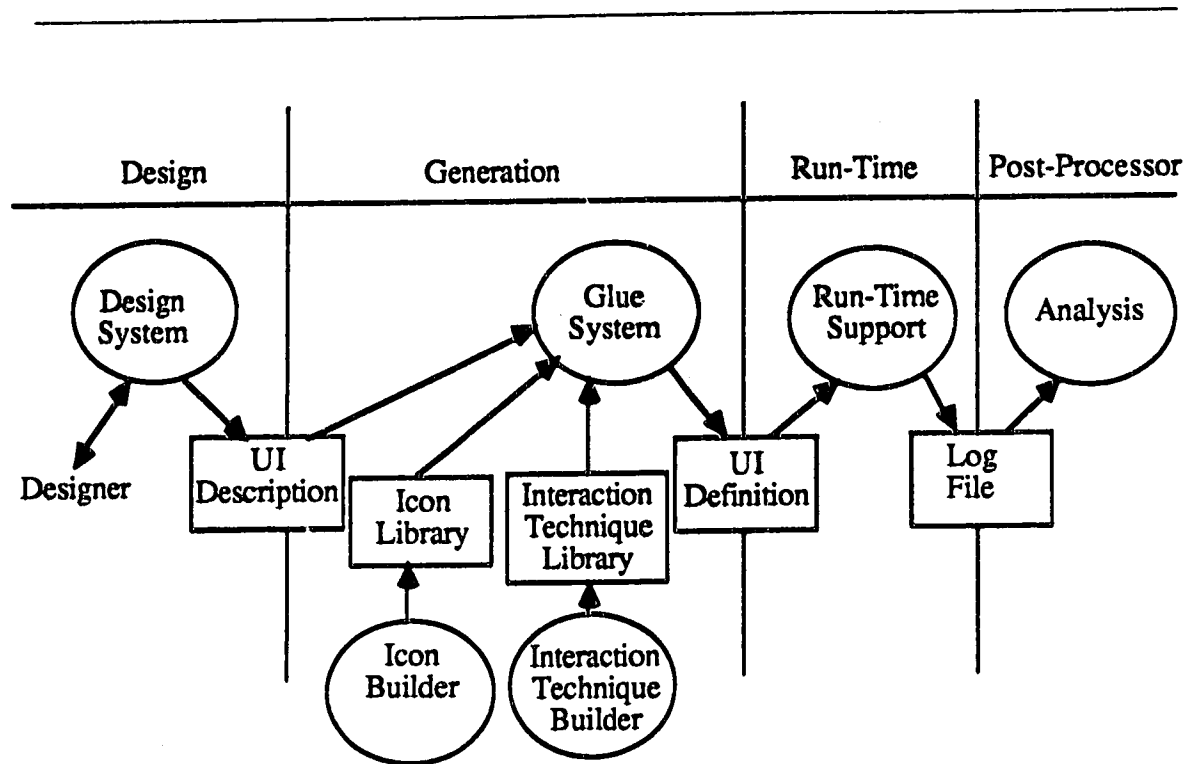 Design
Generation
Run-Time
Post-Processor
Design
System
Glue
System
Run-Time
Support
Analysis
Designer
UI
Description
Icon
Library
Interaction
Technique
Library
UI
Definition
Log
File
Icon
Builder
Interaction
Technique
Builder